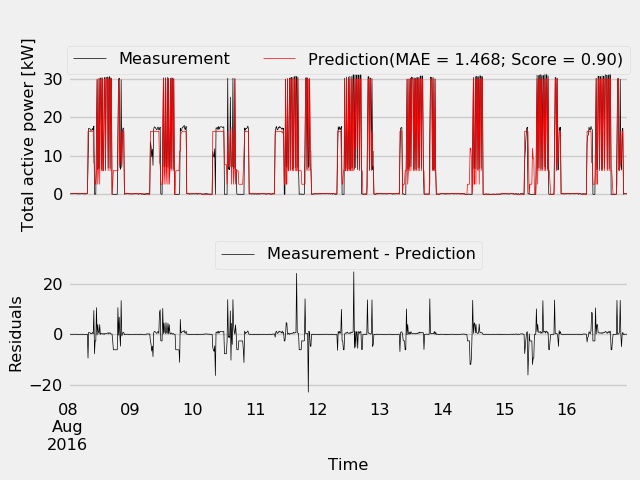 Measurement
Prediction(MAE = 1.468; Score = 0.90)
Total active power [kW]
30
20
10
0
Measurement - Prediction
Residuals
20
0
−20
08 09 10 11 12 13 14 15 16
Aug
2016
Time